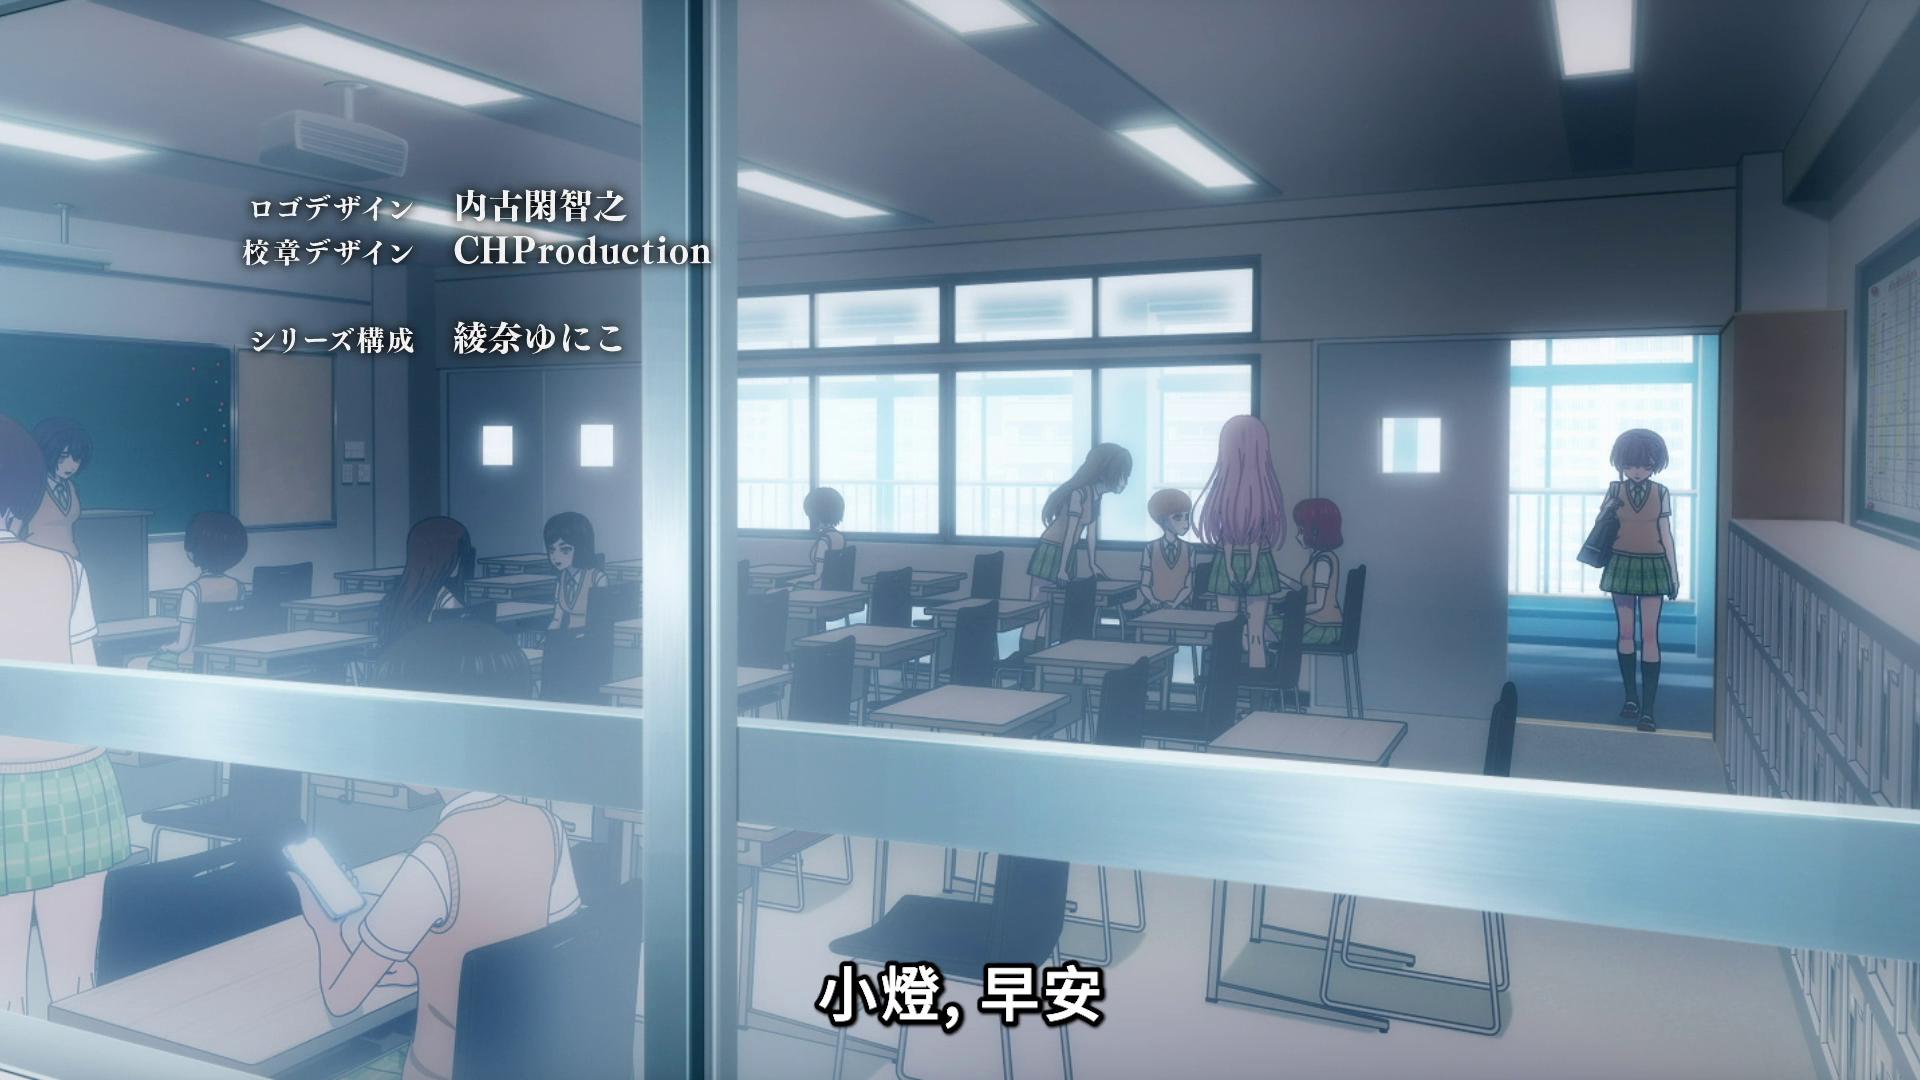 ロゴデザイン 内古閑智之
校章デザイン CHProduction
シリーズ構成 綾奈ゆにこ
小燈, 早安